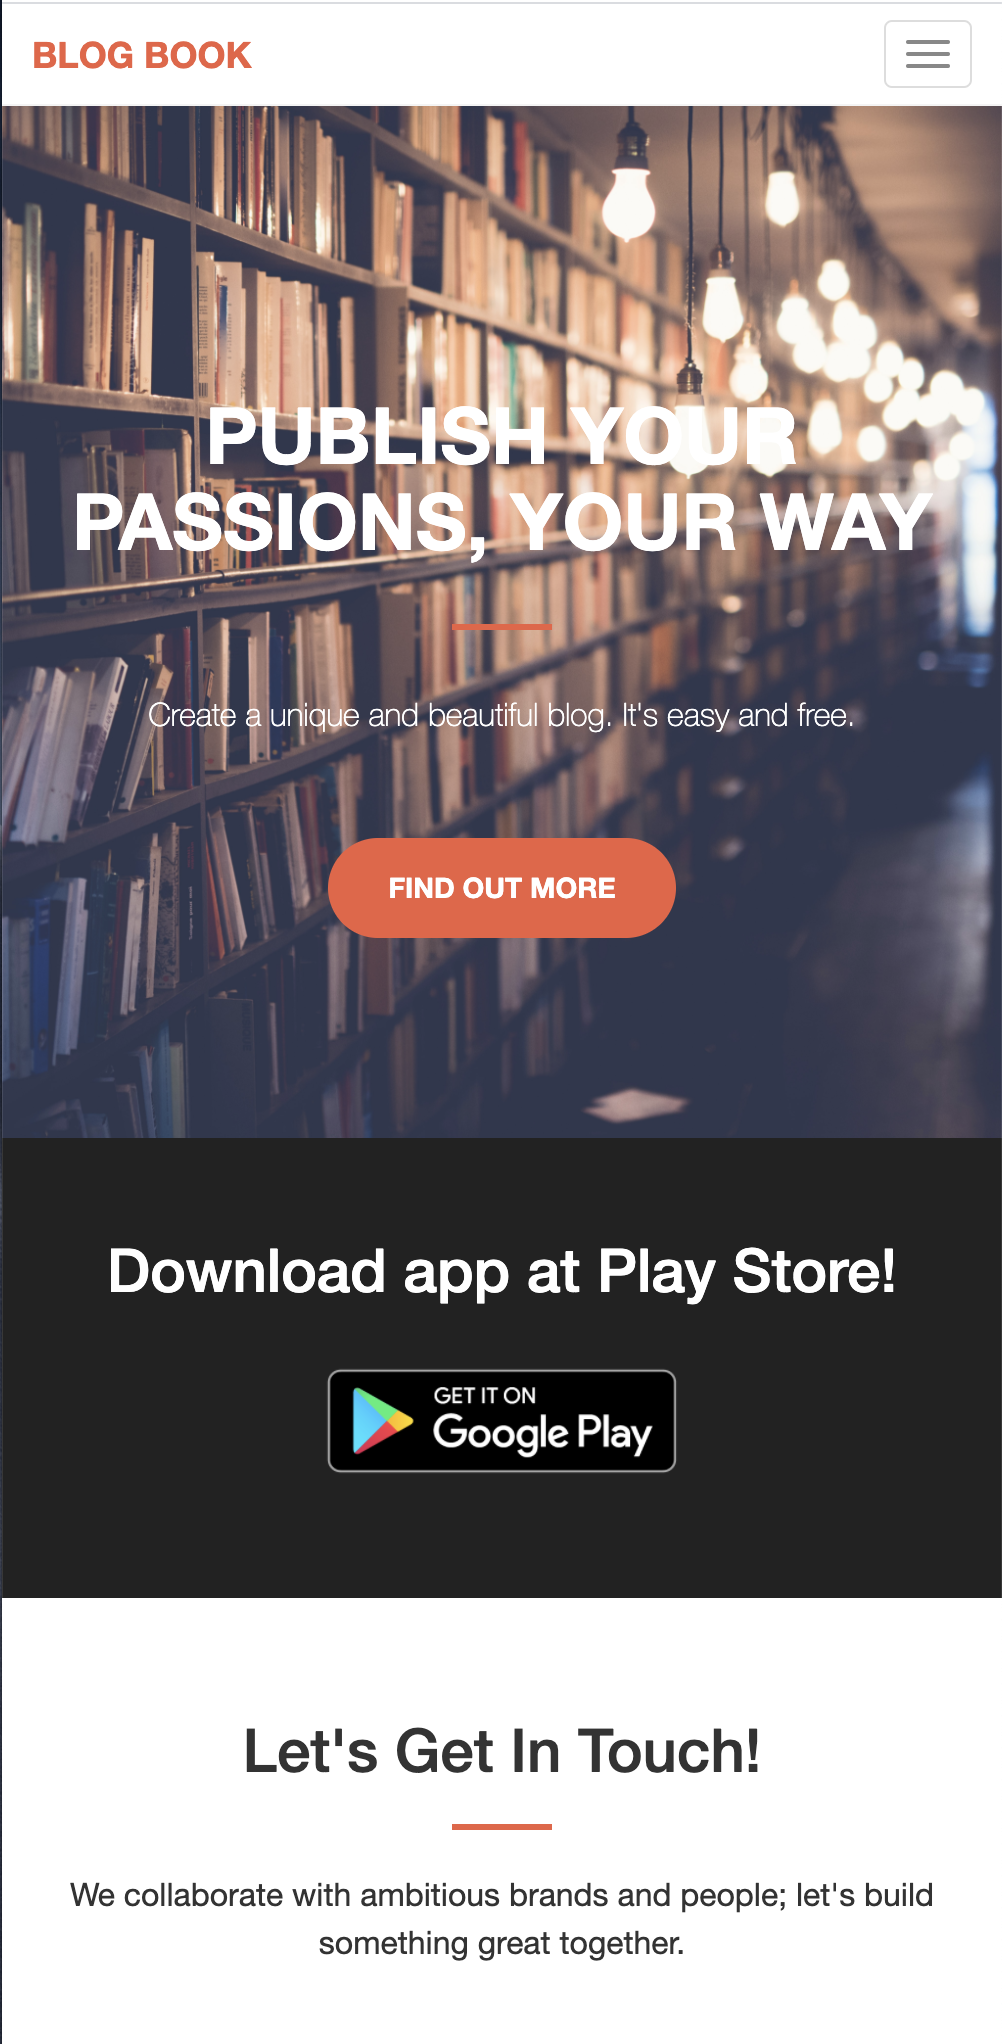 BLOG BOOK
PUBLISH YOUR
PASSIONS, YOUR WAY
Create a unique and beautiful blog. It's easy and free.
FIND OUT MORE
Download app at Play Store!
GET IT ON
Google Play
Let's Get In Touch!
We collaborate with ambitious brands and people; let's build
something great together.